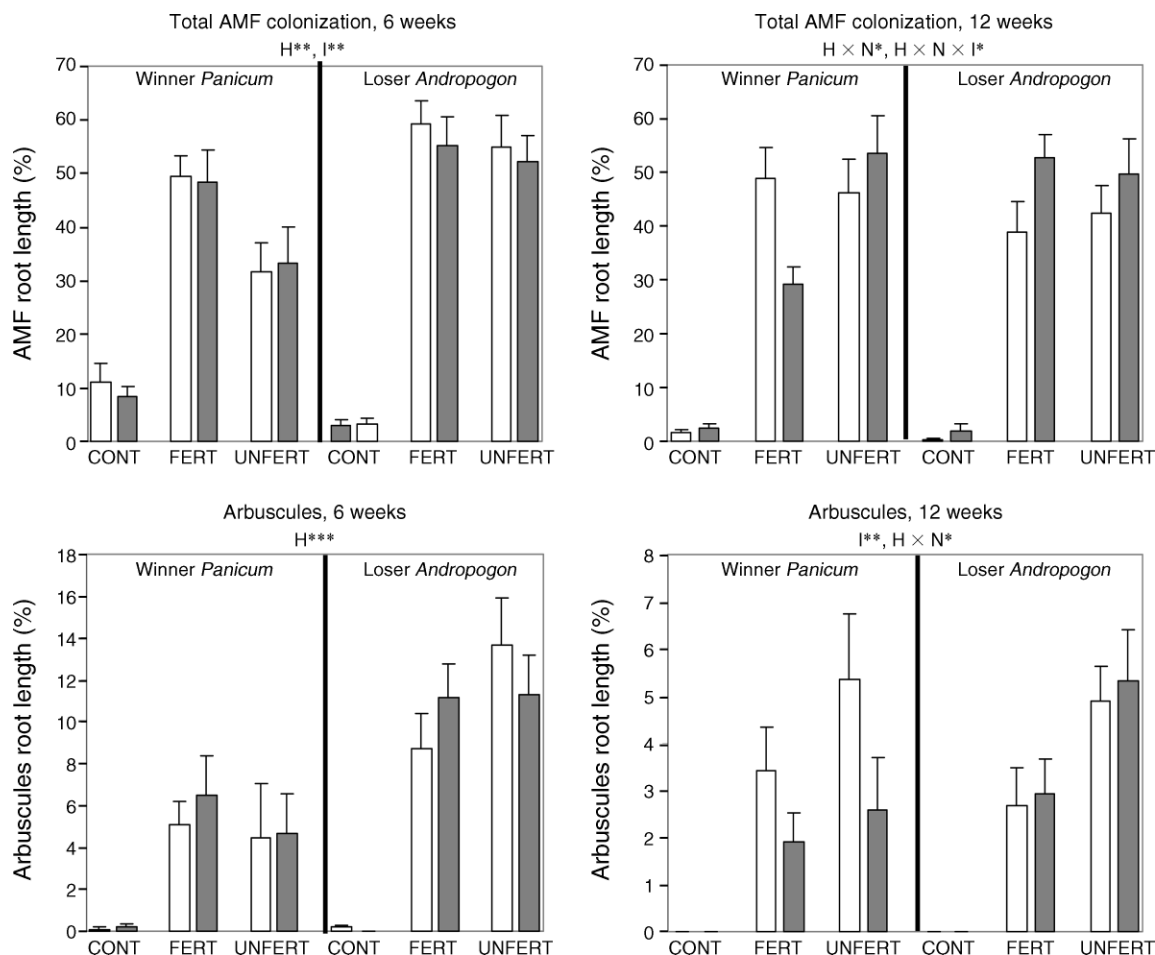 Total AMF colonization, 6 weeks
H**, I**
AMF root length (%)
70
60
50
40
30
20
10
0
Winner Panicum
Loser Andropogon
CONT FERT UNFERT CONT FERT UNFERT
Total AMF colonization, 12 weeks
H × N*, H × N × I*
AMF root length (%)
70
60
50
40
30
20
10
0
Winner Panicum
Loser Andropogon
CONT FERT UNFERT CONT FERT UNFERT
Arbuscules, 6 weeks
H***
Arbuscules root length (%)
18
16
14
12
10
8
6
4
2
0
Winner Panicum
Loser Andropogon
CONT FERT UNFERT CONT FERT UNFERT
Arbuscules, 12 weeks
I**, H × N*
Arbuscules root length (%)
8
7
6
5
4
3
2
1
0
Winner Panicum
Loser Andropogon
CONT FERT UNFERT CONT FERT UNFERT